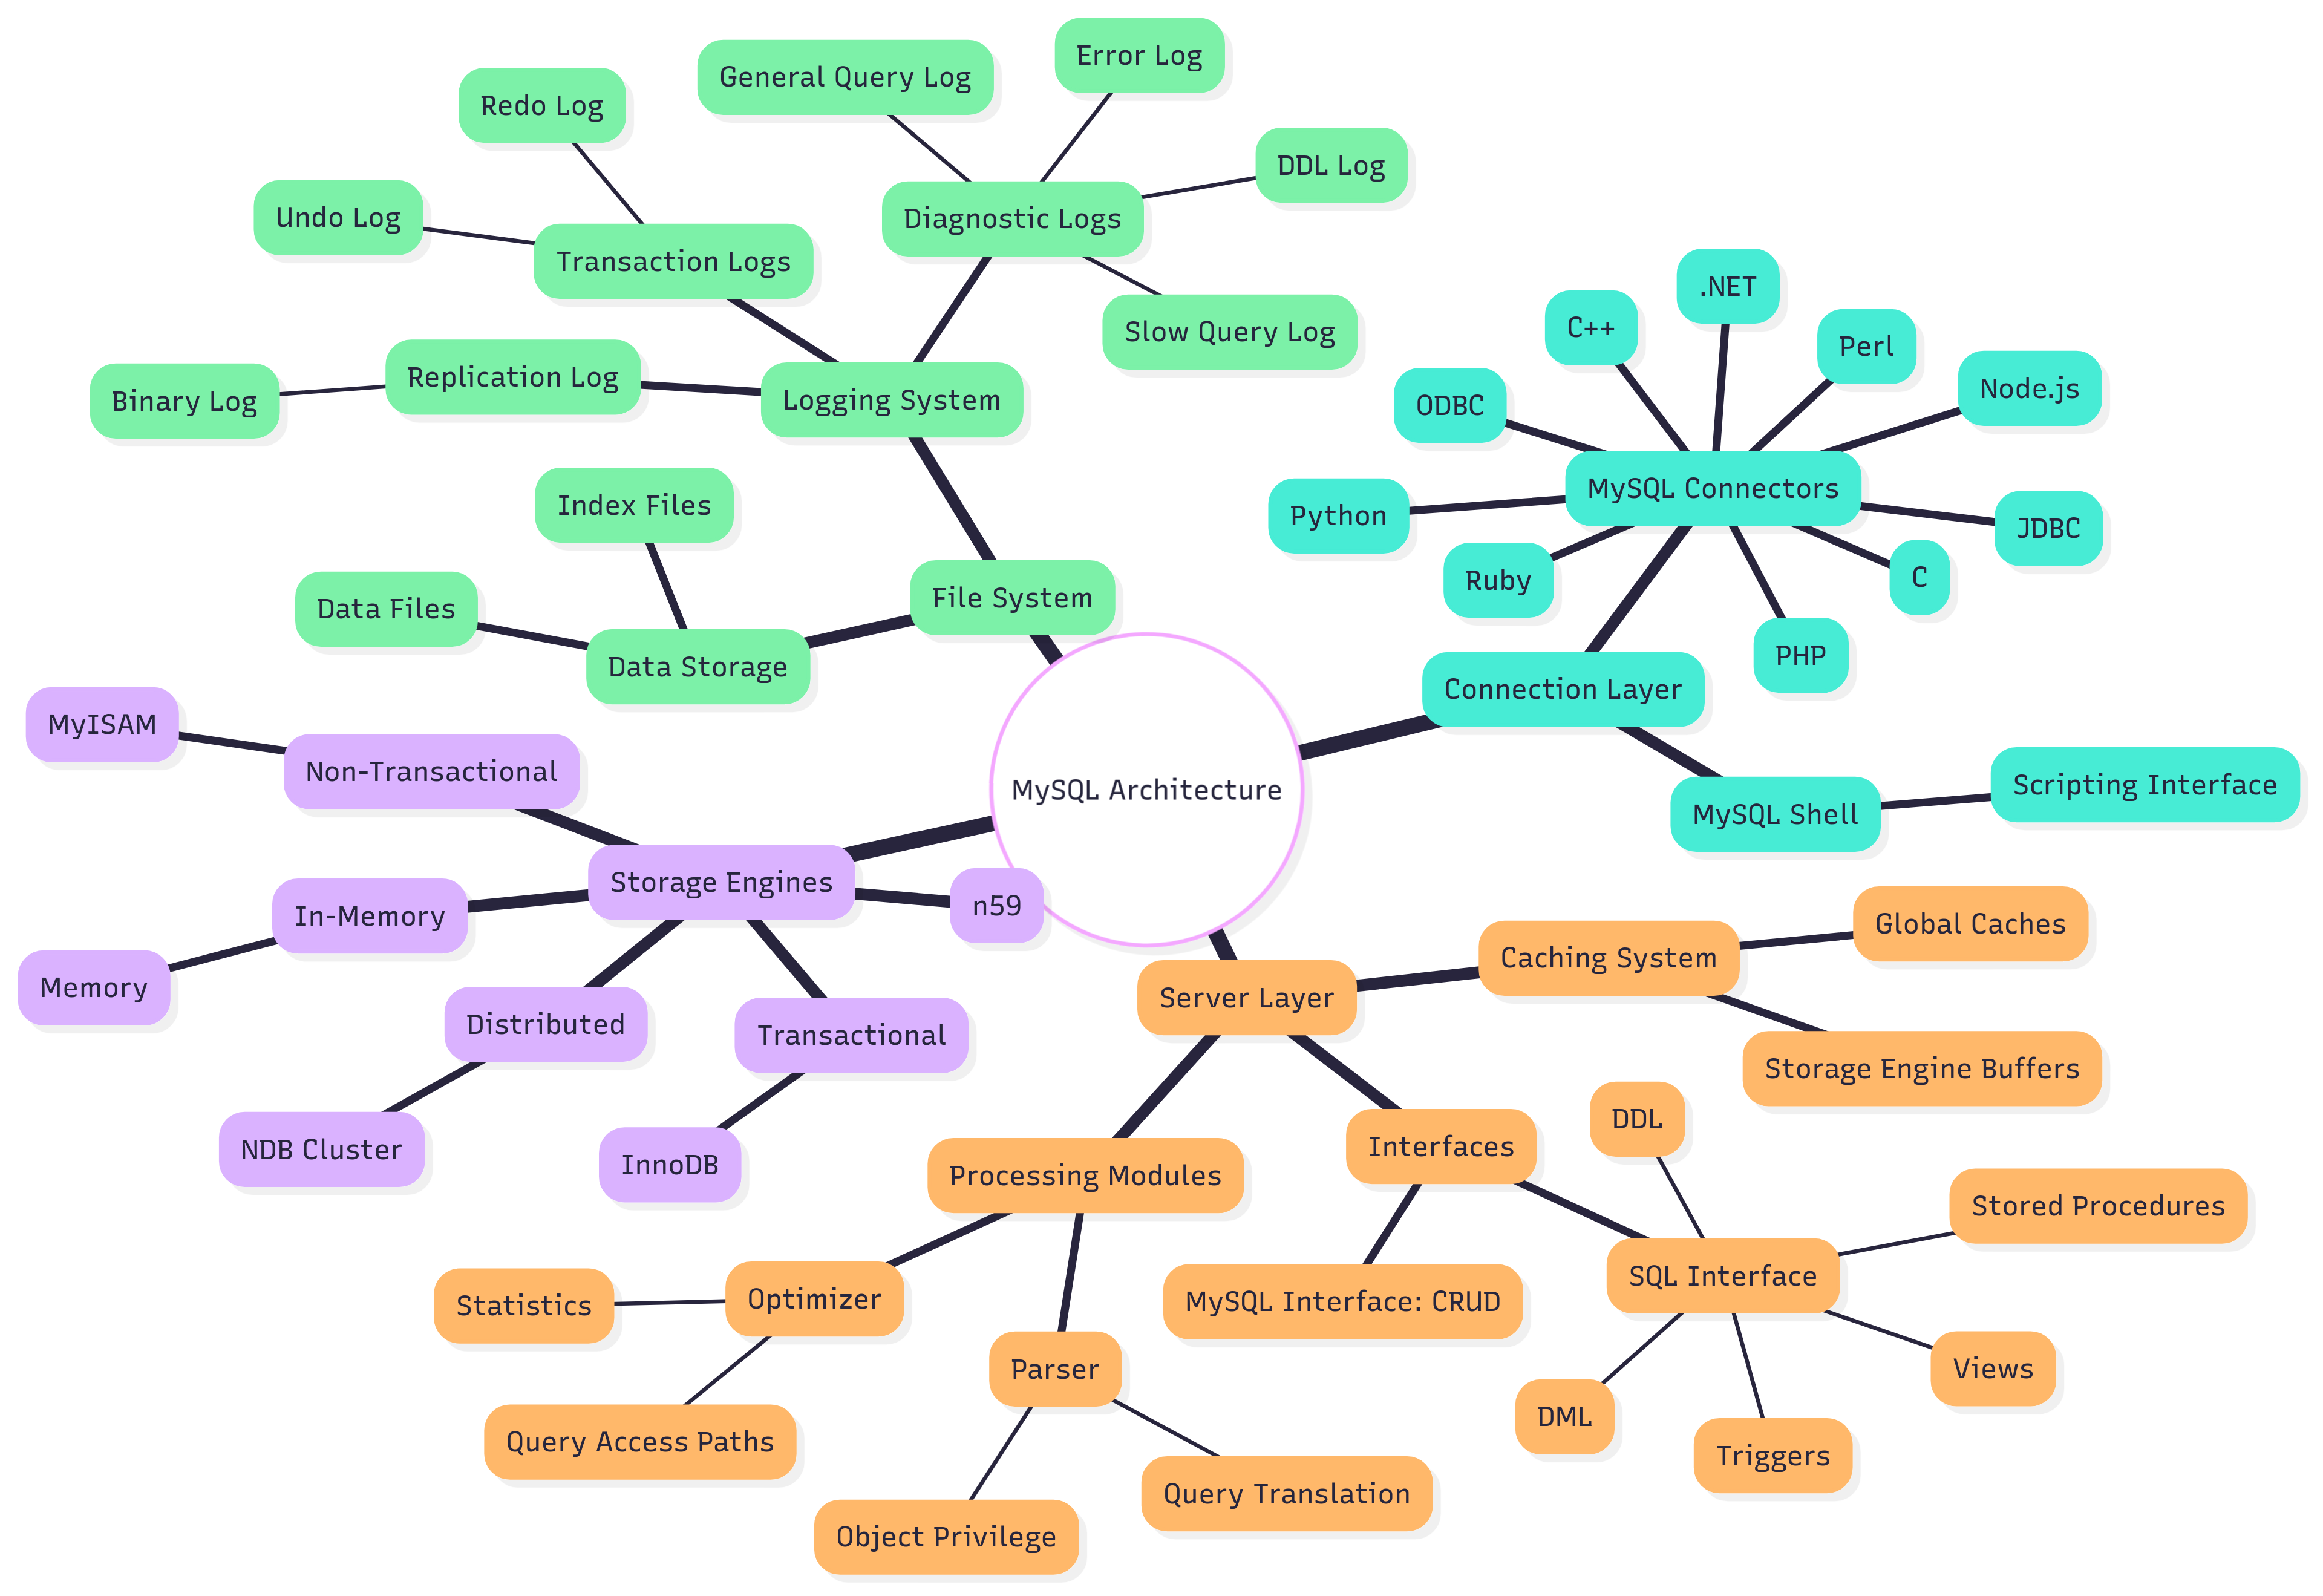 Error Log
General Query Log
Redo Log
DDL Log
Undo Log
Diagnostic Logs
Transaction Logs
Slow Query Log
Replication Log
Binary Log
Logging System
.NET
C++
Perl
Node.js
ODBC
MySQL Connectors
Python
JDBC
Ruby
C
PHP
Index Files
Data Files
File System
Data Storage
Connection Layer
MySQL Shell
Scripting Interface
MySQL Architecture
MyISAM
Non-Transactional
Storage Engines
n59
In-Memory
Memory
Distributed
Transactional
NDB Cluster
InnoDB
Server Layer
Caching System
Global Caches
Storage Engine Buffers
Processing Modules
Interfaces
DDL
Stored Procedures
SQL Interface
MySQL Interface: CRUD
Views
DML
Triggers
Optimizer
Statistics
Query Access Paths
Parser
Query Translation
Object Privilege